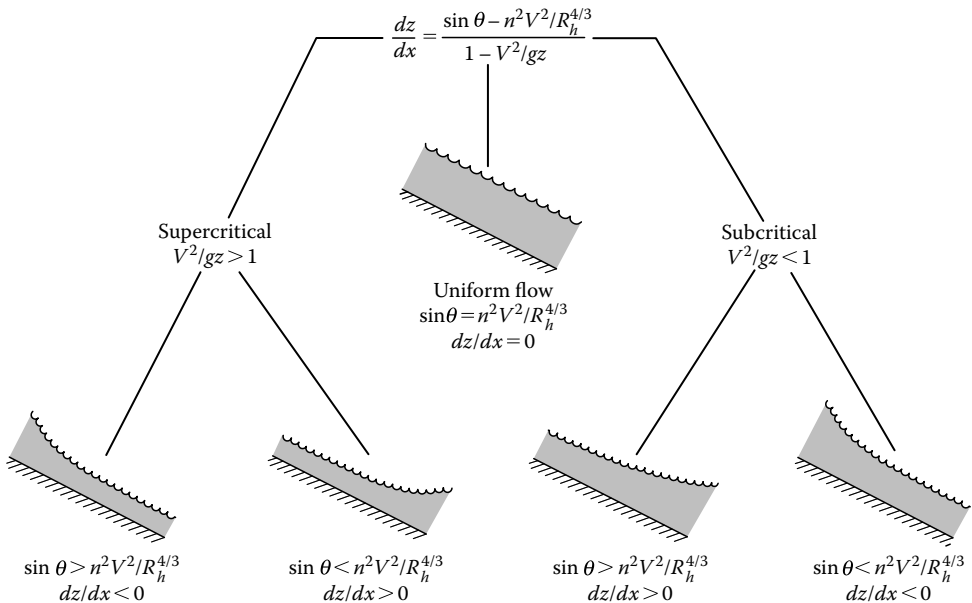 dz/dx = (sin θ – n²V²/R_h^{4/3})/(1 – V²/gz)
Supercritical
V²/gz > 1
Subcritical
V²/gz < 1
Uniform flow
sinθ = n²V²/R_h^{4/3}
dz/dx = 0
sin θ > n²V²/R_h^{4/3}
dz/dx < 0
sin θ < n²V²/R_h^{4/3}
dz/dx > 0
sin θ > n²V²/R_h^{4/3}
dz/dx > 0
sin θ < n²V²/R_h^{4/3}
dz/dx < 0